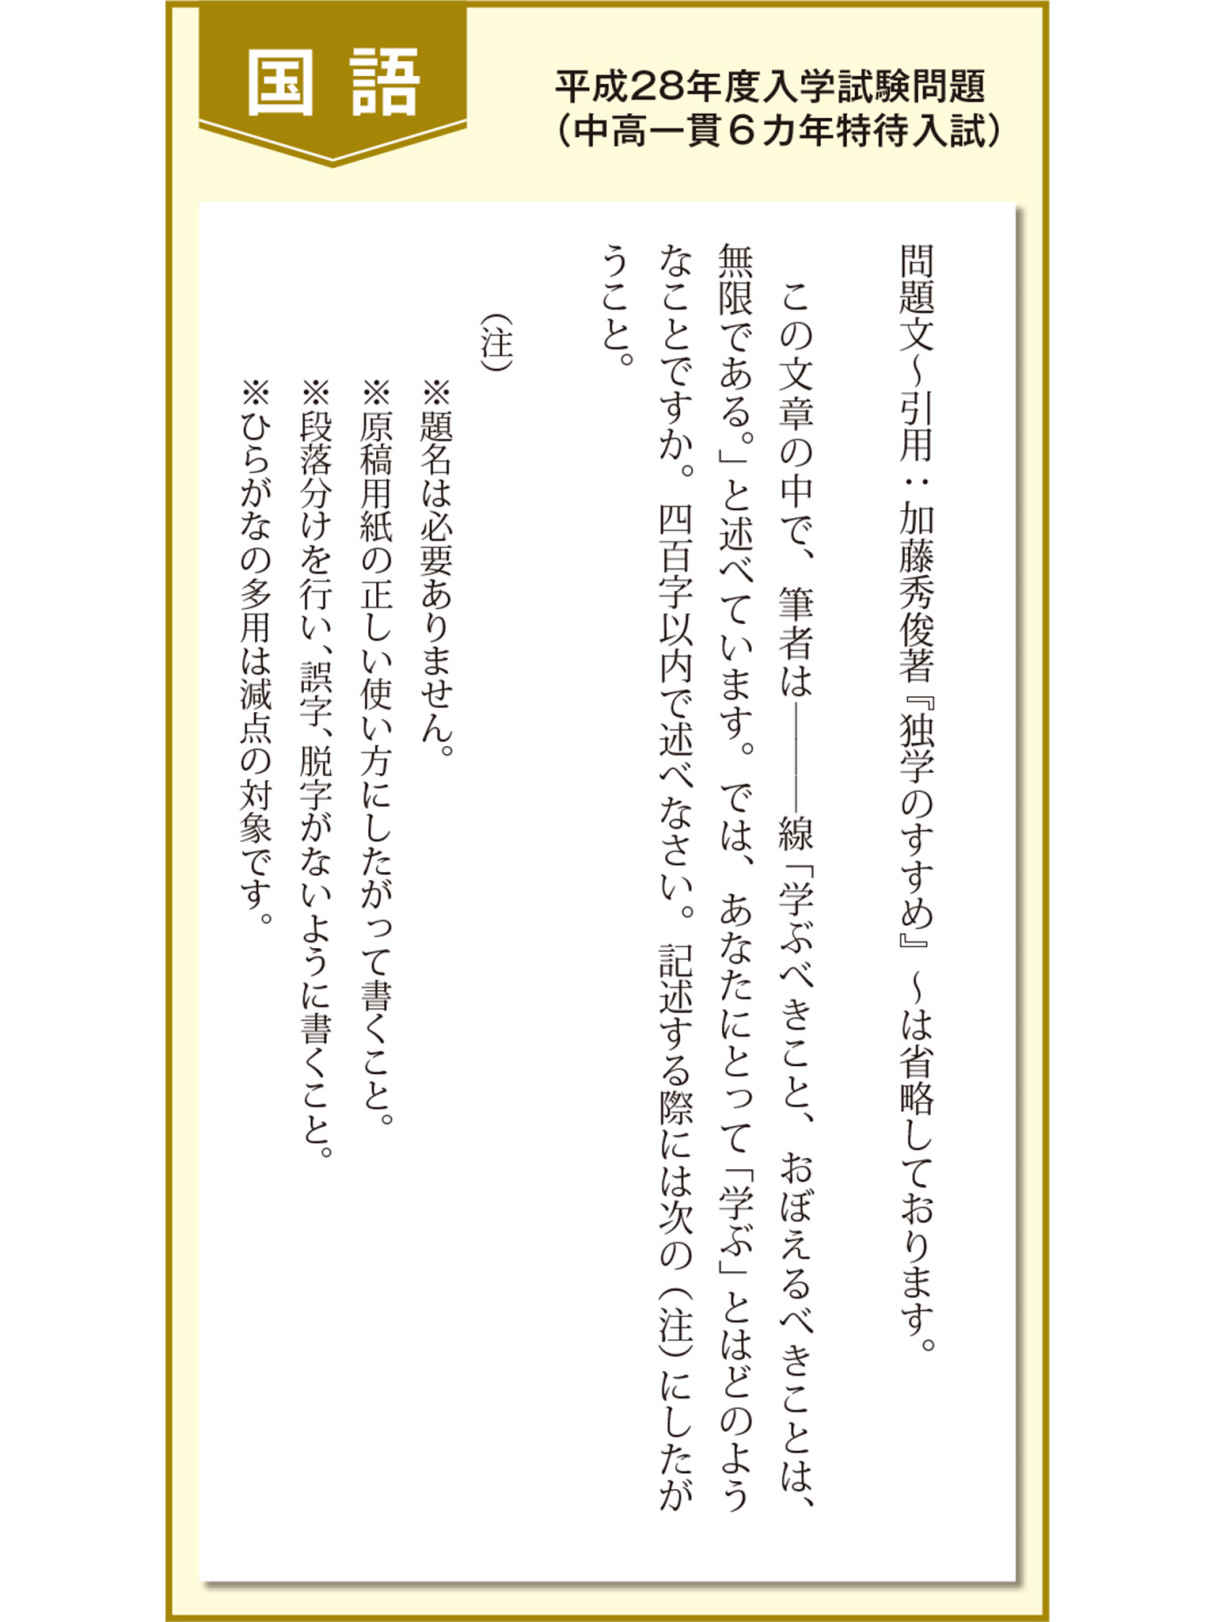 国語
平成28年度入学試験問題
（中高一貫６カ年特待入試）
問題文～引用：加藤秀俊著『独学のすすめ』～は省略しております。
この文章の中で、筆者は―――線「学ぶべきこと、おぼえるべきことは、
無限である。」と述べています。では、あなたにとって「学ぶ」とはどのよう
なことですか。四百字以内で述べなさい。記述する際には次の（注）にしたが
うこと。
（注）
※題名は必要ありません。
※原稿用紙の正しい使い方にしたがって書くこと。
※段落分けを行い、誤字、脱字がないように書くこと。
※ひらがなの多用は減点の対象です。